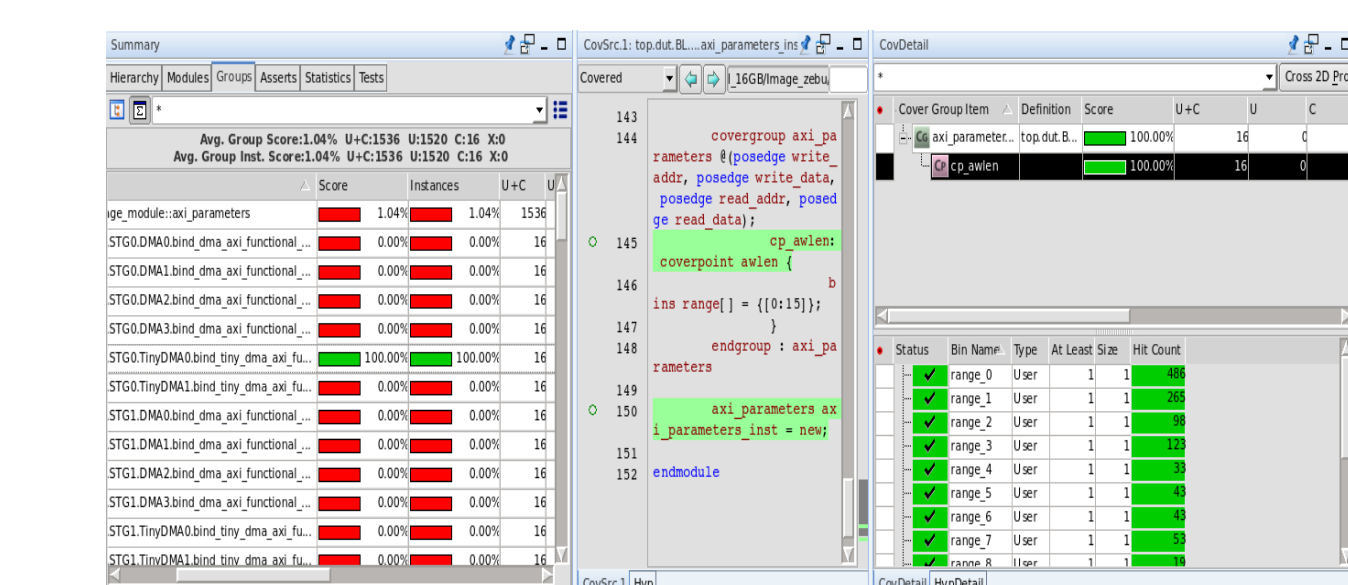 Summary
Hierarchy Modules Groups Asserts Statistics Tests
*
Avg. Group Score:1.04% U+C:1536 U:1520 C:16 X:0
Avg. Group Inst. Score:1.04% U+C:1536 U:1520 C:16 X:0
Score Instances U+C U
ge_module::axi_parameters 1.04% 1.04% 1536
.STG0.DMA0.bind_dma_axi_functional_... 0.00% 0.00% 16
.STG0.DMA1.bind_dma_axi_functional_... 0.00% 0.00% 16
.STG0.DMA2.bind_dma_axi_functional_... 0.00% 0.00% 16
.STG0.DMA3.bind_dma_axi_functional_... 0.00% 0.00% 16
.STG0.TinyDMA0.bind_tiny_dma_axi_fu... 100.00% 100.00% 16
.STG0.TinyDMA1.bind_tiny_dma_axi_fu... 0.00% 0.00% 16
.STG1.DMA0.bind_dma_axi_functional_... 0.00% 0.00% 16
.STG1.DMA1.bind_dma_axi_functional_... 0.00% 0.00% 16
.STG1.DMA2.bind_dma_axi_functional_... 0.00% 0.00% 16
.STG1.DMA3.bind_dma_axi_functional_... 0.00% 0.00% 16
.STG1.TinyDMA0.bind_tiny_dma_axi_fu... 0.00% 0.00% 16
.STG1.TinyDMA1.bind_tiny_dma_axi_fu... 0.00% 0.00% 16
CovSrc.1: top.dut.BL....axi_parameters_ins
Covered l_16GB/Image_zebu/
143
144 covergroup axi_pa
rameters @(posedge write_
addr, posedge write_data,
posedge read_addr, posed
ge read_data);
145 cp_awlen:
coverpoint awlen {
146 b
ins range[] = {[0:15]};
147 }
148 endgroup : axi_pa
rameters
149
150 axi_parameters ax
i_parameters_inst = new;
151
152 endmodule
CovSrc.1 Hvp
CovDetail
* Cross 2D Pro
Cover Group Item Definition Score U+C U C
CG axi_parameter... top.dut.B... 100.00% 16 0
CP cp_awlen 100.00% 16 0
Status Bin Name Type At Least Size Hit Count
range_0 User 1 1 486
range_1 User 1 1 265
range_2 User 1 1 98
range_3 User 1 1 123
range_4 User 1 1 33
range_5 User 1 1 43
range_6 User 1 1 43
range_7 User 1 1 53
range_8 User 1 1 19
CovDetail HvpDetail